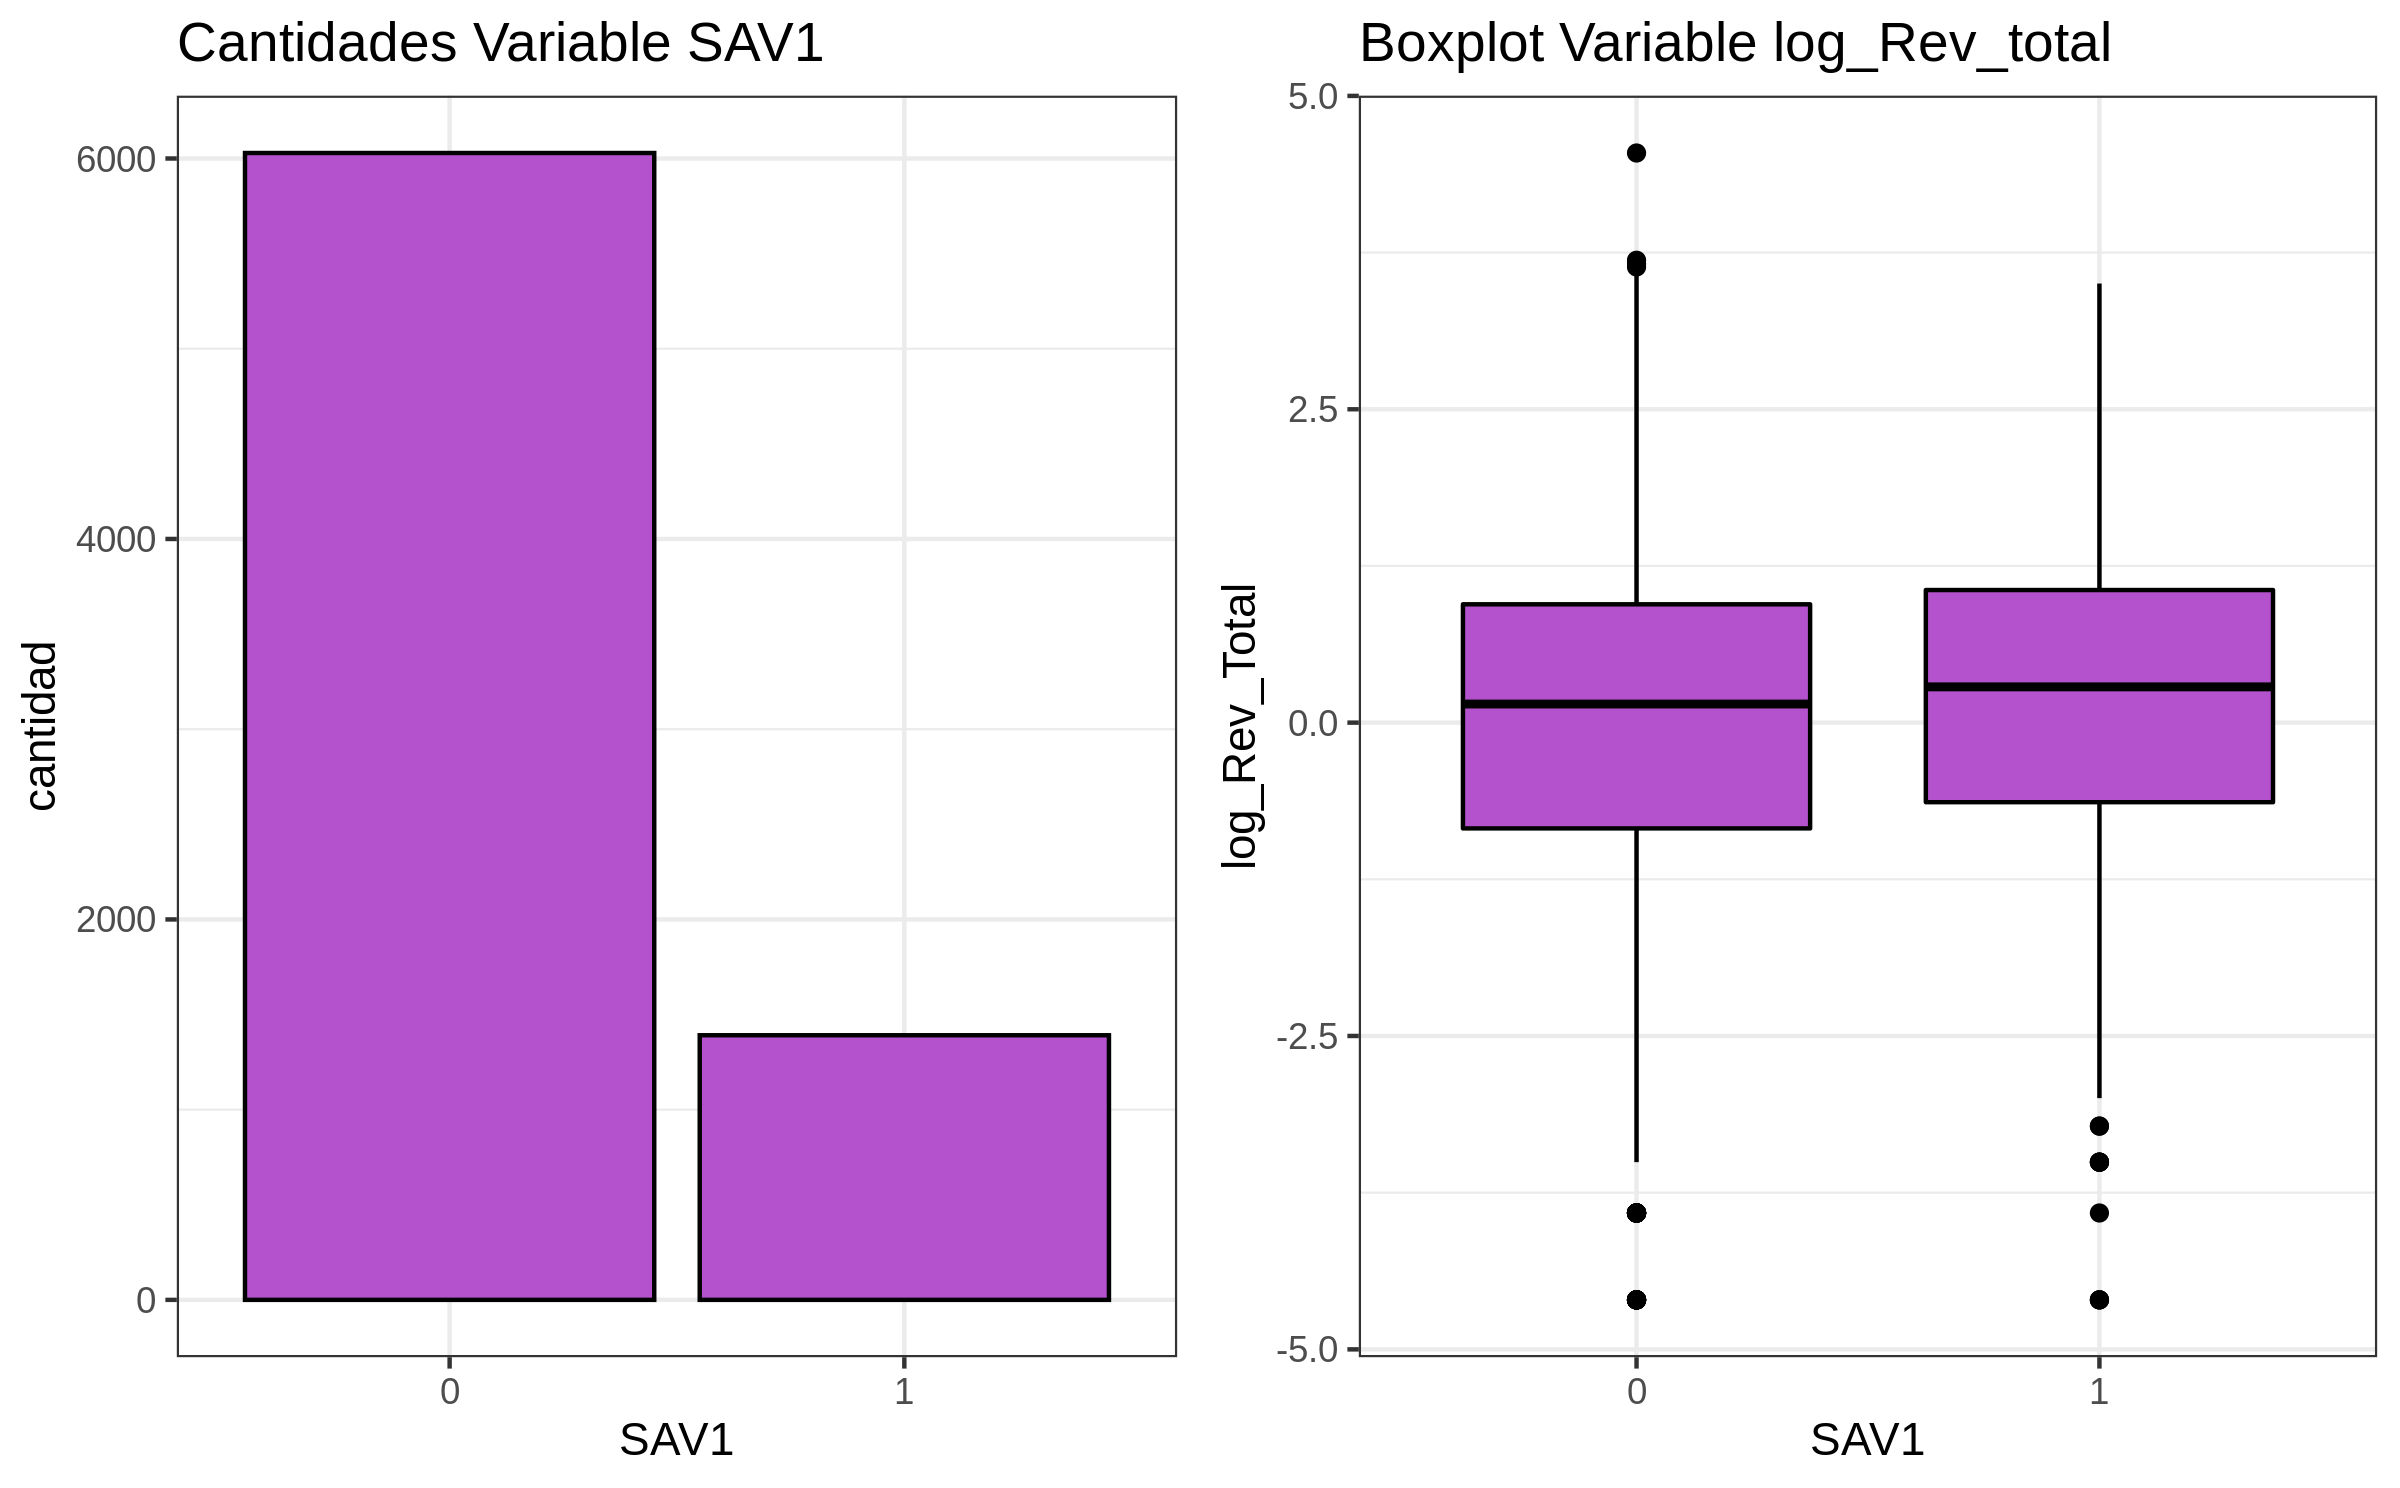 Cantidades Variable SAV1
cantidad
6000
4000
2000
0
0
1
SAV1
Boxplot Variable log_Rev_total
log_Rev_Total
5.0
2.5
0.0
-2.5
-5.0
0
1
SAV1